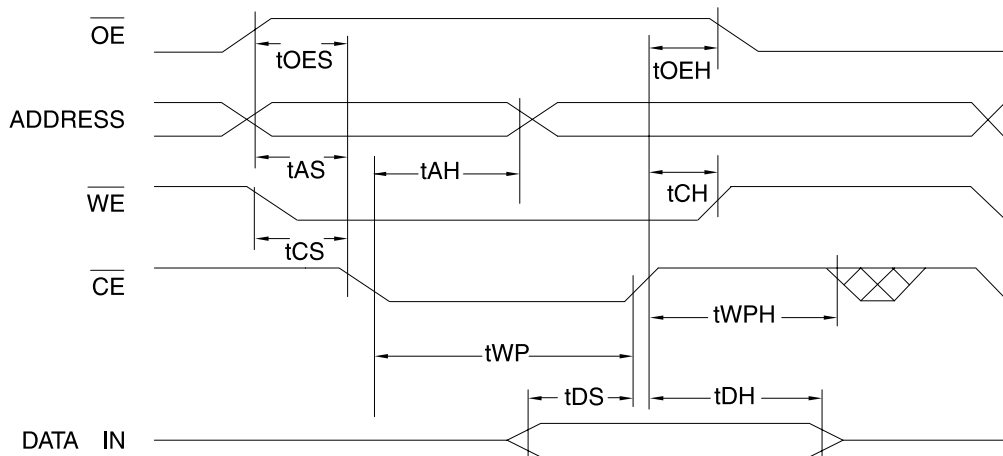 OE
tOES
tOEH
ADDRESS
tAS
tAH
tCH
WE
tCS
CE
tWPH
tWP
tDS
tDH
DATA IN